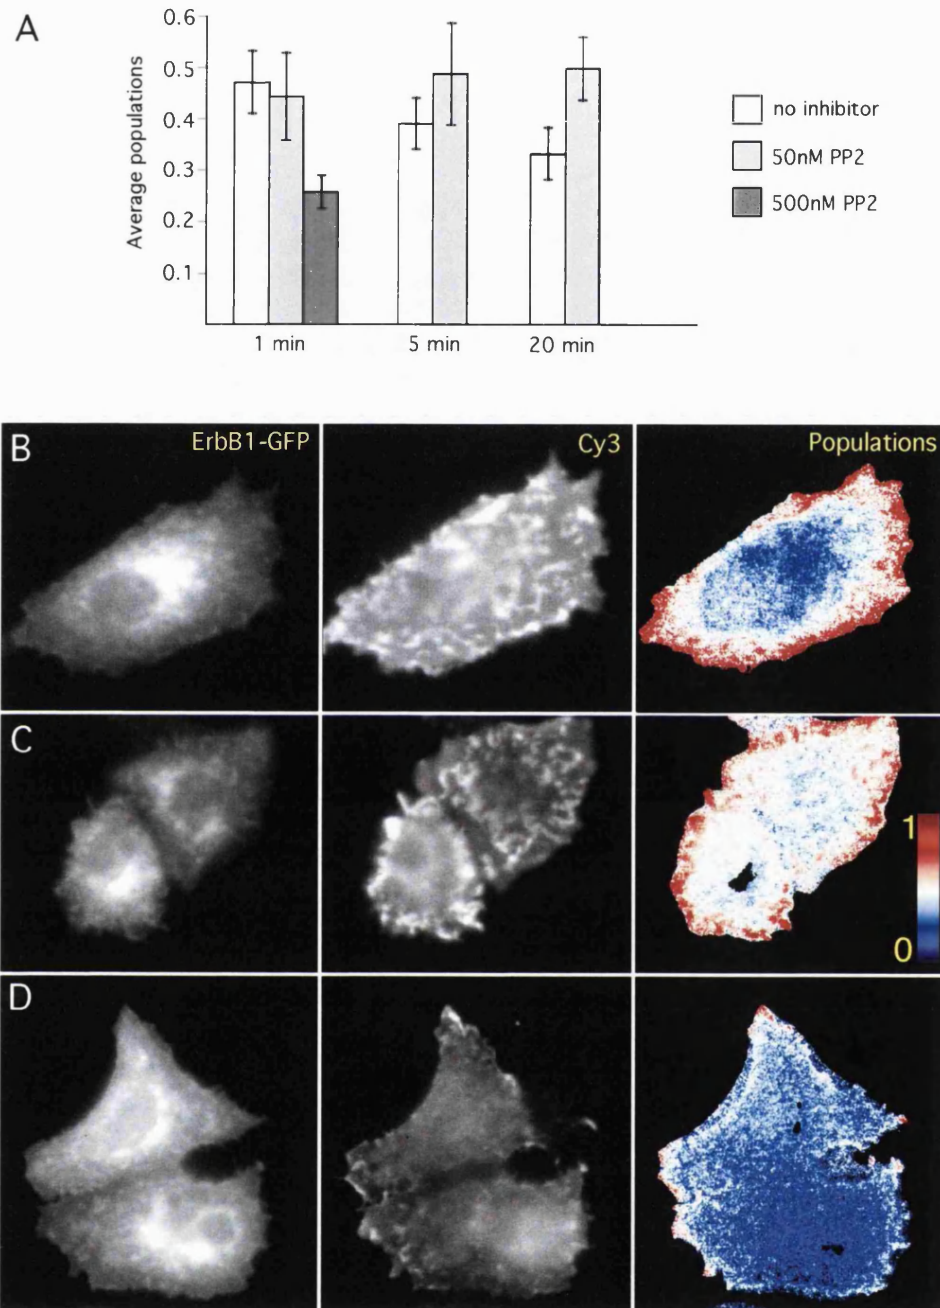 A
Average populations
0.6
0.5
0.4
0.3
0.2
0.1
1 min
5 min
20 min
no inhibitor
50nM PP2
500nM PP2
B
ErbB1-GFP
Cy3
Populations
C
1
0
D